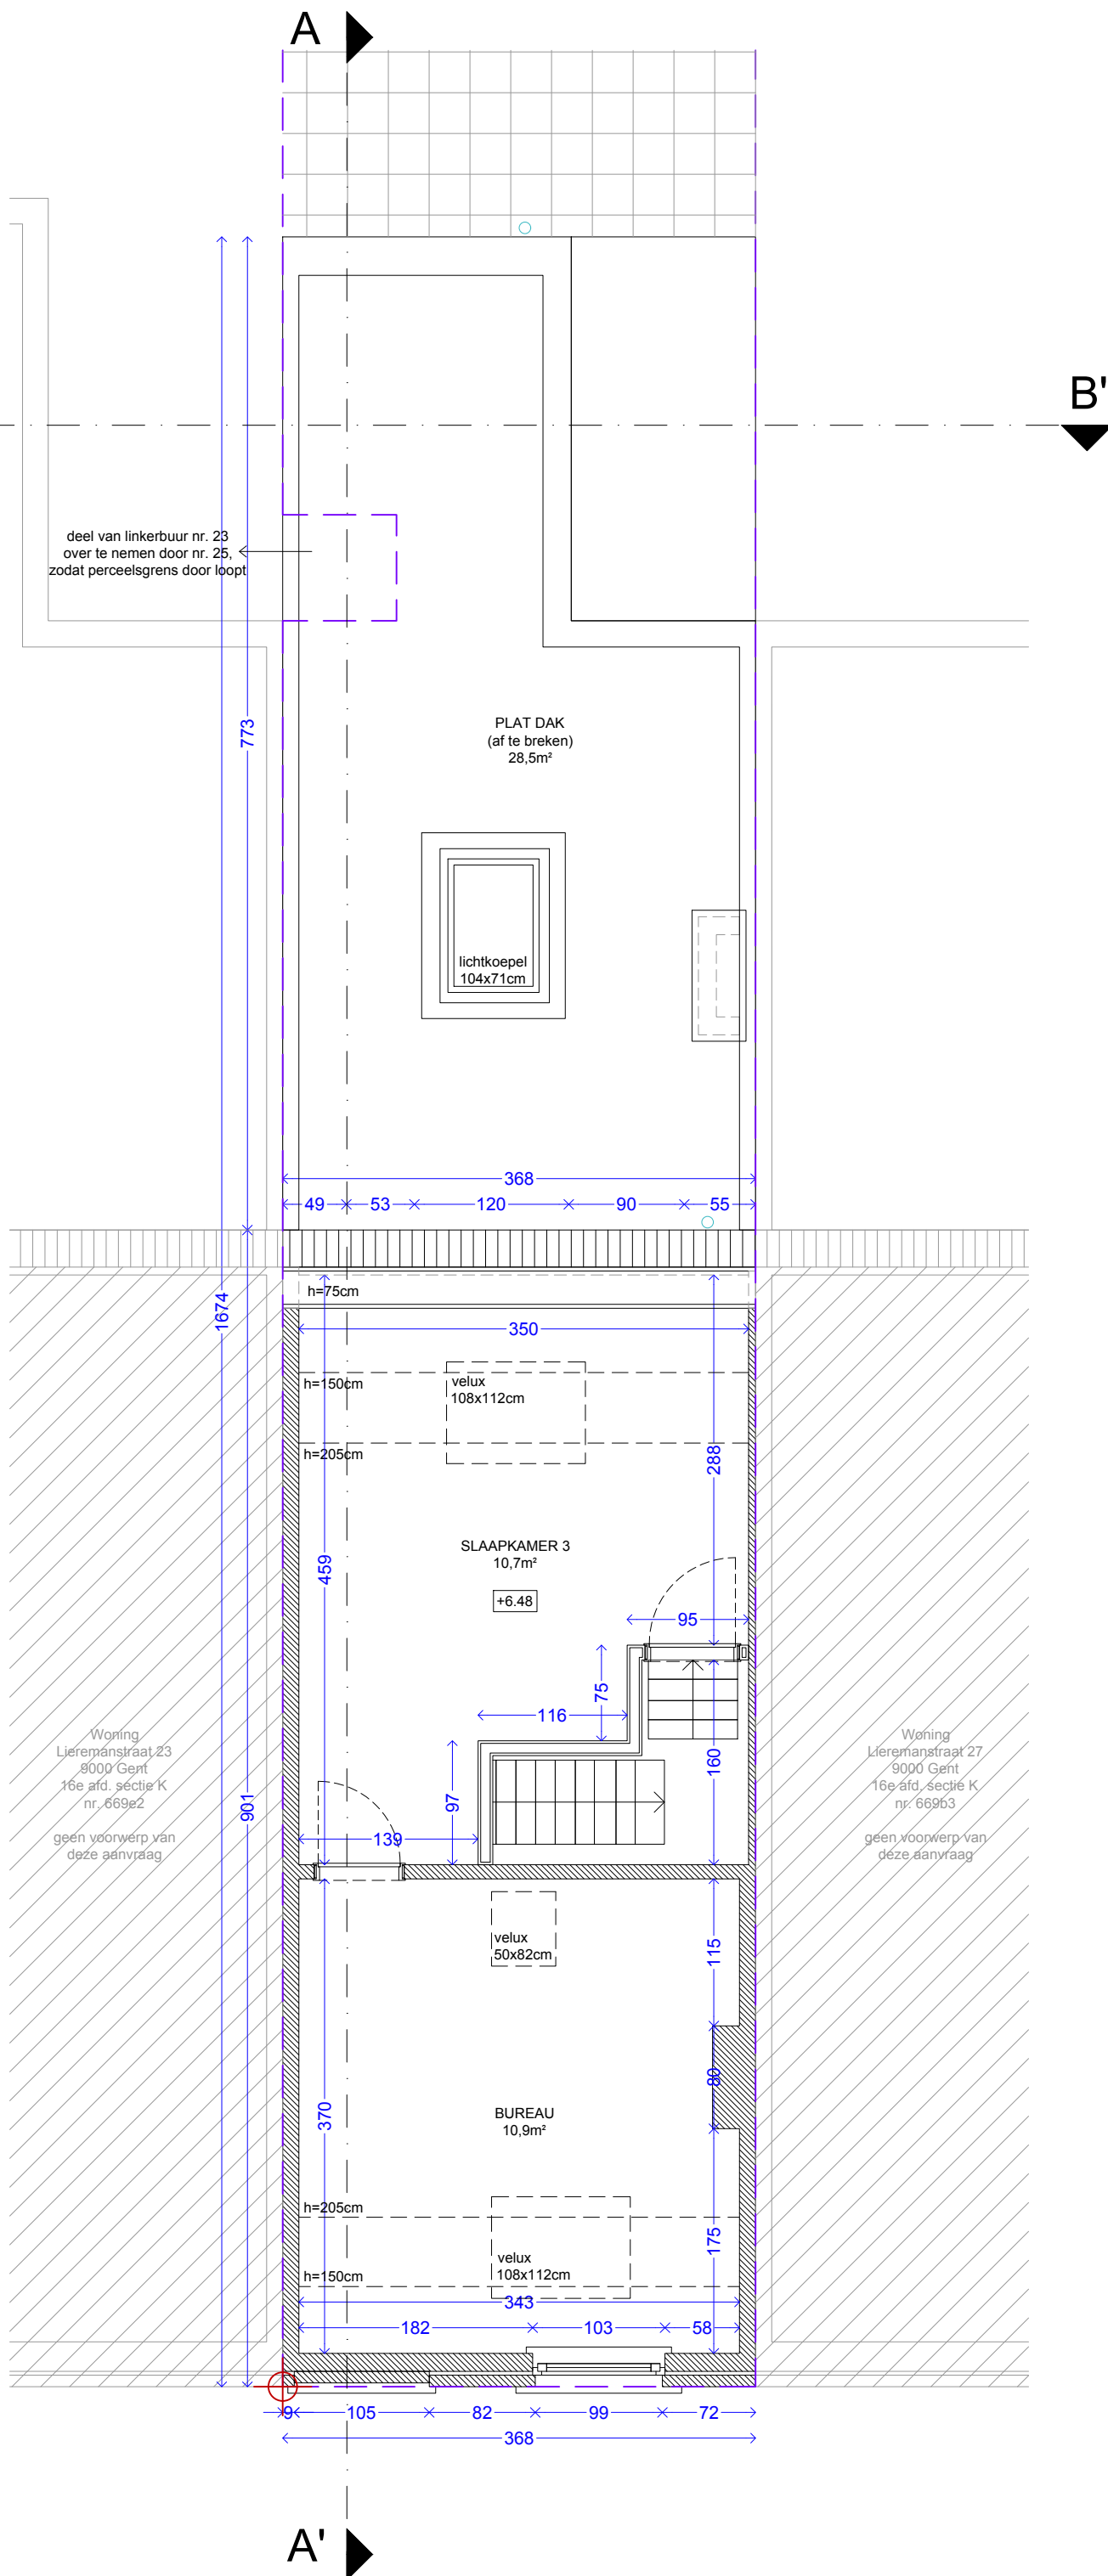 A
B'
deel van linkerbuur nr. 23
over te nemen door nr. 25,
zodat perceelsgrens door loopt
773
PLAT DAK
(af te breken)
28,5m²
lichtkoepel
104x71cm
368
49
53
120
90
55
1674
h=75cm
350
h=150cm
velux
108x112cm
h=205cm
288
SLAAPKAMER 3
10,7m²
459
+6.48
95
75
116
160
97
139
901
Woning
Lieremanstraat 23
9000 Gent
16e afd. sectie K
nr. 669e2
geen voorwerp van
deze aanvraag
Woning
Lieremanstraat 27
9000 Gent
16e afd. sectie K
nr. 669b3
geen voorwerp van
deze aanvraag
velux
50x82cm
115
80
370
BUREAU
10,9m²
h=205cm
175
velux
108x112cm
h=150cm
343
182
103
58
9
105
82
99
72
368
A'